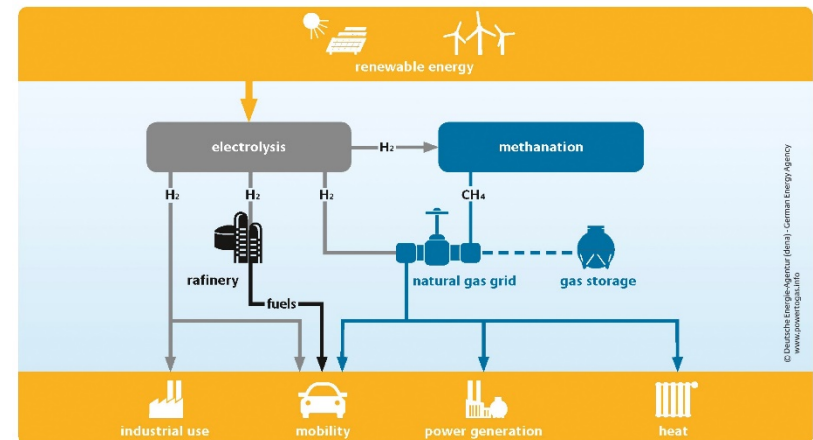 renewable energy
electrolysis
H₂
methanation
H₂
H₂
H₂
CH₄
rafinery
natural gas grid
gas storage
fuels
industrial use
mobility
power generation
heat
© Deutsche Energie-Agentur (dena) - German Energy Agency
www.powertogas.info